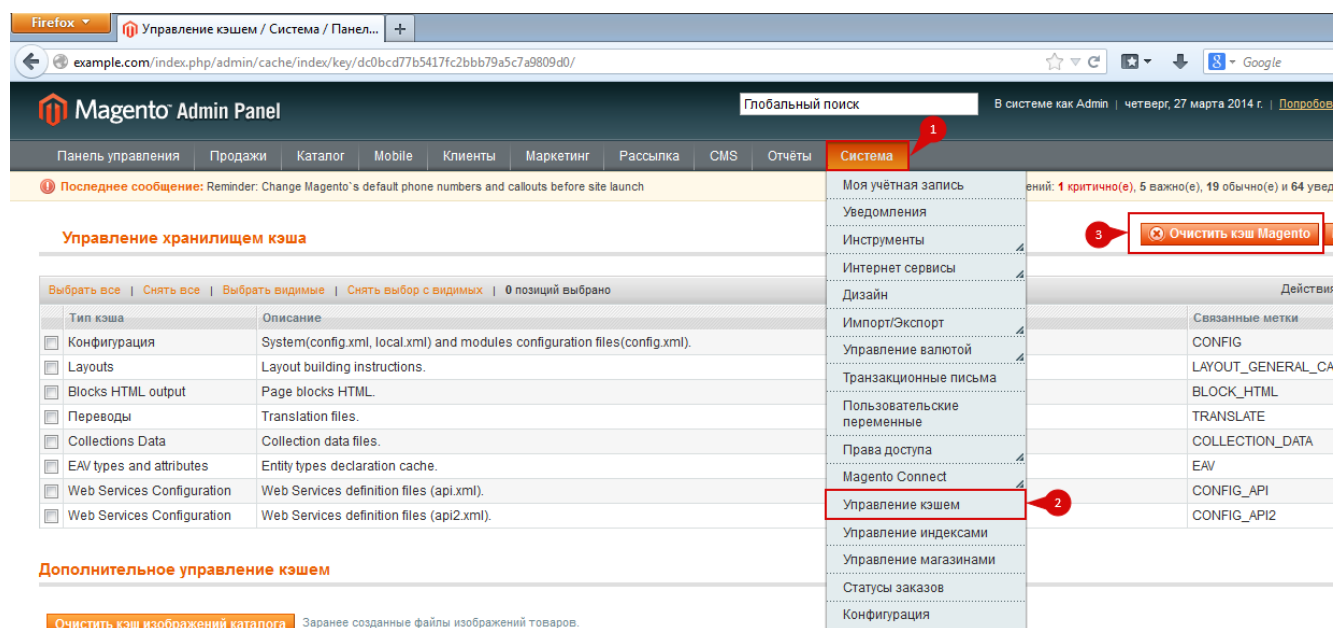 Firefox
Управление кэшем / Система / Панел...
example.com/index.php/admin/cache/index/key/dc0bcd77b5417fc2bbb79a5c7a9809d0/
8 Google
Magento Admin Panel
Глобальный поиск
В системе как Admin | четверг, 27 марта 2014 г. | Попробов
1
Панель управления Продажи Каталог Mobile Клиенты Маркетинг Рассылка CMS Отчёты Система
Последнее сообщение: Reminder: Change Magento`s default phone numbers and callouts before site launch
ений: 1 критично(е), 5 важно(е), 19 обычно(е) и 64 увед
Моя учётная запись
Уведомления
Инструменты
Интернет сервисы
Дизайн
Импорт/Экспорт
Управление валютой
Транзакционные письма
Пользовательские
переменные
Права доступа
Magento Connect
Управление кэшем
2
Управление индексами
Управление магазинами
Статусы заказов
Конфигурация
Управление хранилищем кэша
3
Очистить кэш Magento
Выбрать все | Снять все | Выбрать видимые | Снять выбор с видимых | 0 позиций выбрано
Действия
Тип кэша Описание Связанные метки
Конфигурация System(config.xml, local.xml) and modules configuration files(config.xml). CONFIG
Layouts Layout building instructions. LAYOUT_GENERAL_CA
Blocks HTML output Page blocks HTML. BLOCK_HTML
Переводы Translation files. TRANSLATE
Collections Data Collection data files. COLLECTION_DATA
EAV types and attributes Entity types declaration cache. EAV
Web Services Configuration Web Services definition files (api.xml). CONFIG_API
Web Services Configuration Web Services definition files (api2.xml). CONFIG_API2
Дополнительное управление кэшем
Очистить кэш изображений каталога Заранее созданные файлы изображений товаров.